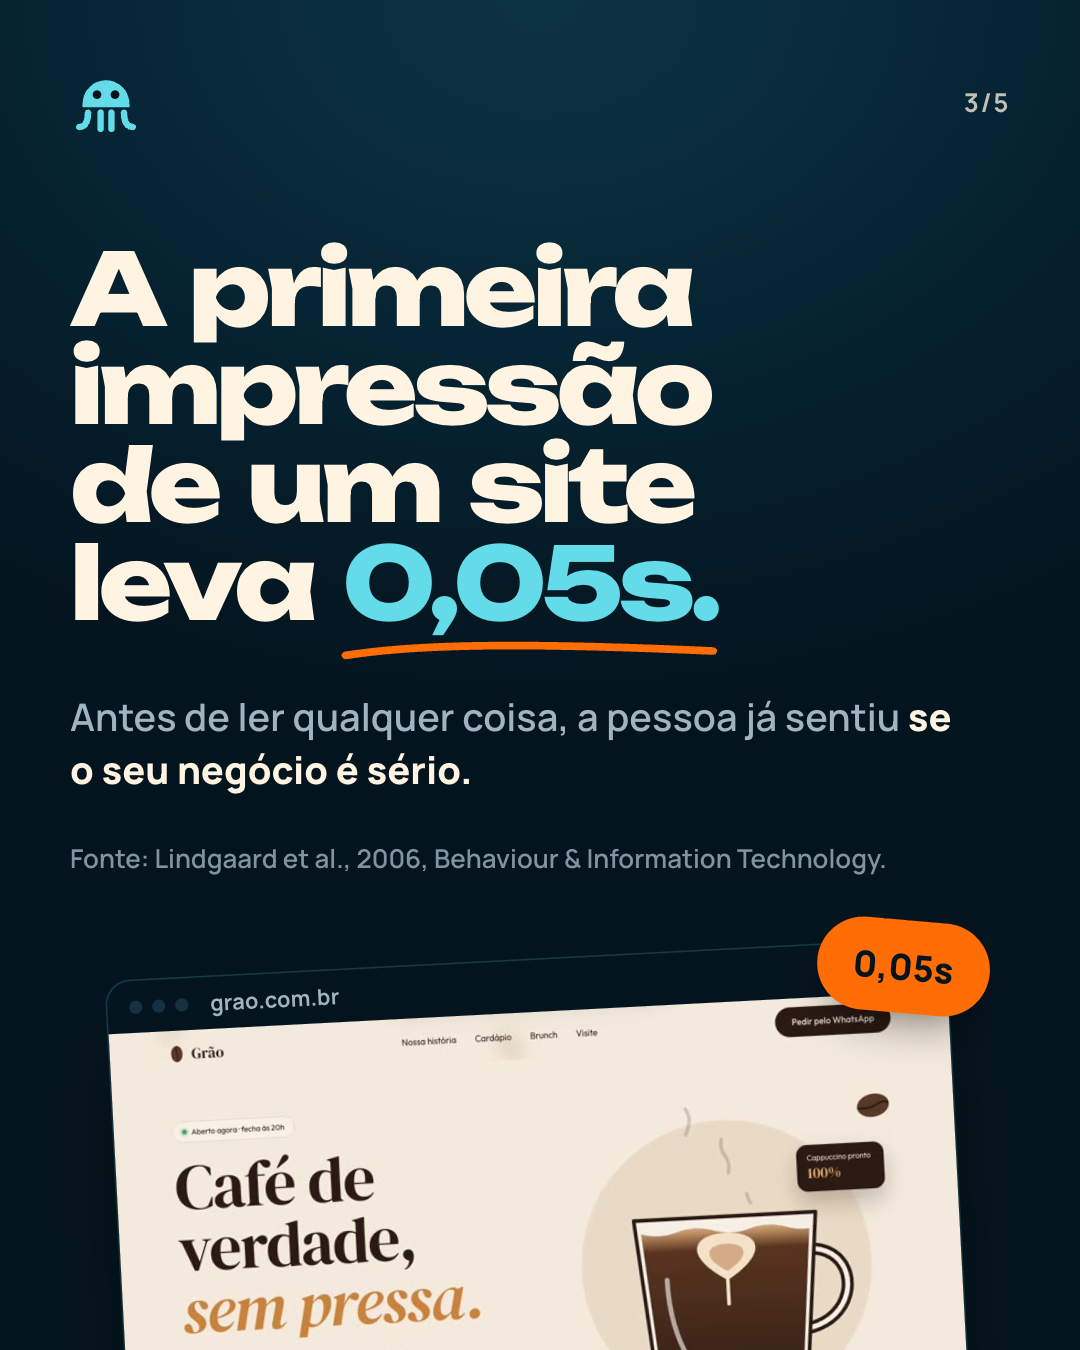 3/5
A primeira
impressão
de um site
leva 0,05s.
Antes de ler qualquer coisa, a pessoa já sentiu se
o seu negócio é sério.
Fonte: Lindgaard et al., 2006, Behaviour & Information Technology.
0,05s
grao.com.br
Grão
Nossa história Cardápio Brunch Visite
Pedir pelo WhatsApp
Aberto agora · fecha às 20h
Cappuccino pronto
100%
Café de
verdade,
sem pressa.